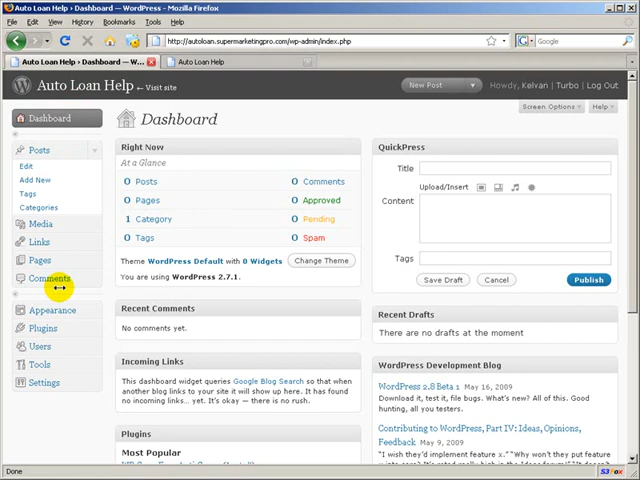 Auto Loan Help › Dashboard — WordPress - Mozilla Firefox
File Edit View History Bookmarks Tools Help
http://autoloan.supermarketingpro.com/wp-admin/index.php
Google
Auto Loan Help › Dashboard — W...
Auto Loan Help
Auto Loan Help ← Visit site
New Post
Howdy, Kelvan | Turbo | Log Out
Screen Options
Help
Dashboard
Posts
Edit
Add New
Tags
Categories
Media
Links
Pages
Comments
Appearance
Plugins
Users
Tools
Settings
Dashboard
Right Now
At a Glance
0 Posts 0 Comments
0 Pages 0 Approved
1 Category 0 Pending
0 Tags 0 Spam
Theme WordPress Default with 0 Widgets
Change Theme
You are using WordPress 2.7.1.
Recent Comments
No comments yet.
Incoming Links
This dashboard widget queries Google Blog Search so that when
another blog links to your site it will show up here. It has found
no incoming links... yet. It's okay — there is no rush.
Plugins
Most Popular
QuickPress
Title
Upload/Insert
Content
Tags
Save Draft
Cancel
Publish
Recent Drafts
There are no drafts at the moment
WordPress Development Blog
WordPress 2.8 Beta 1 May 16, 2009
Download it, test it, file bugs. What's new? All of this. Good
hunting, all you testers.
Contributing to WordPress, Part IV: Ideas, Opinions,
Feedback May 9, 2009
"I wish they'd implement feature x." "Why won't they put feature
Done
S3Fox